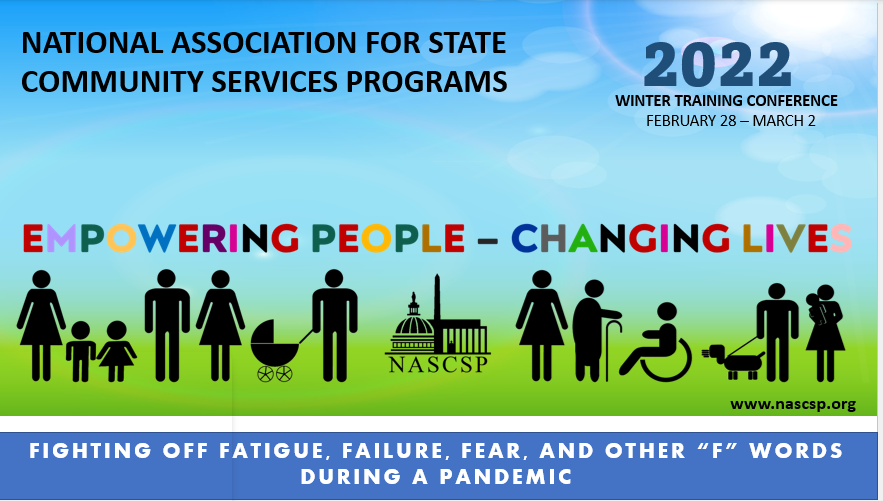 NATIONAL ASSOCIATION FOR STATE
COMMUNITY SERVICES PROGRAMS
2022
WINTER TRAINING CONFERENCE
FEBRUARY 28 – MARCH 2
EMPOWERING PEOPLE – CHANGING LIVES
NASCSP
www.nascsp.org
FIGHTING OFF FATIGUE, FAILURE, FEAR, AND OTHER “F” WORDS
DURING A PANDEMIC